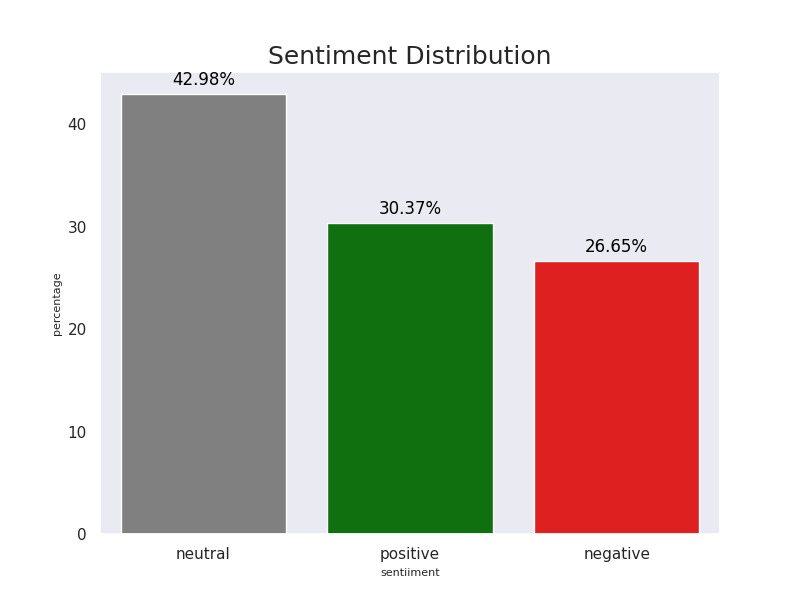 Sentiment Distribution
42.98%
30.37%
26.65%
percentage
40
30
20
10
0
neutral positive negative
sentiiment